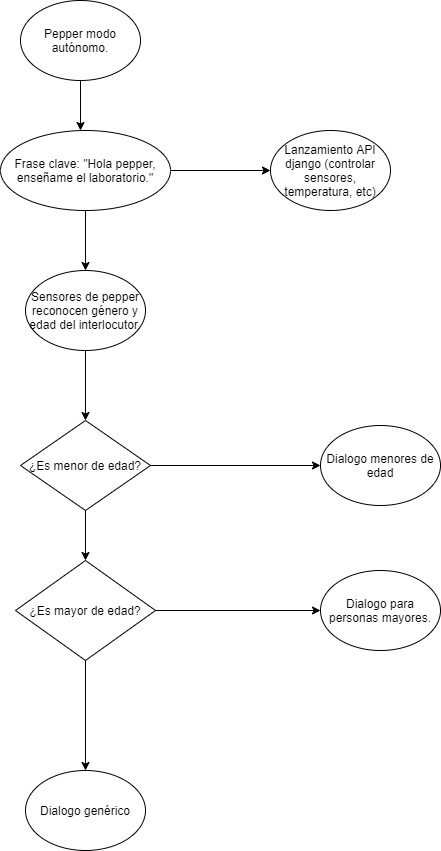 Pepper modo
autónomo.
Frase clave: "Hola pepper,
enseñame el laboratorio."
Lanzamiento API
django (controlar
sensores,
temperatura, etc)
Sensores de pepper
reconocen género y
edad del interlocutor
¿Es menor de edad?
Dialogo menores de
edad
¿Es mayor de edad?
Dialogo para
personas mayores.
Dialogo genérico